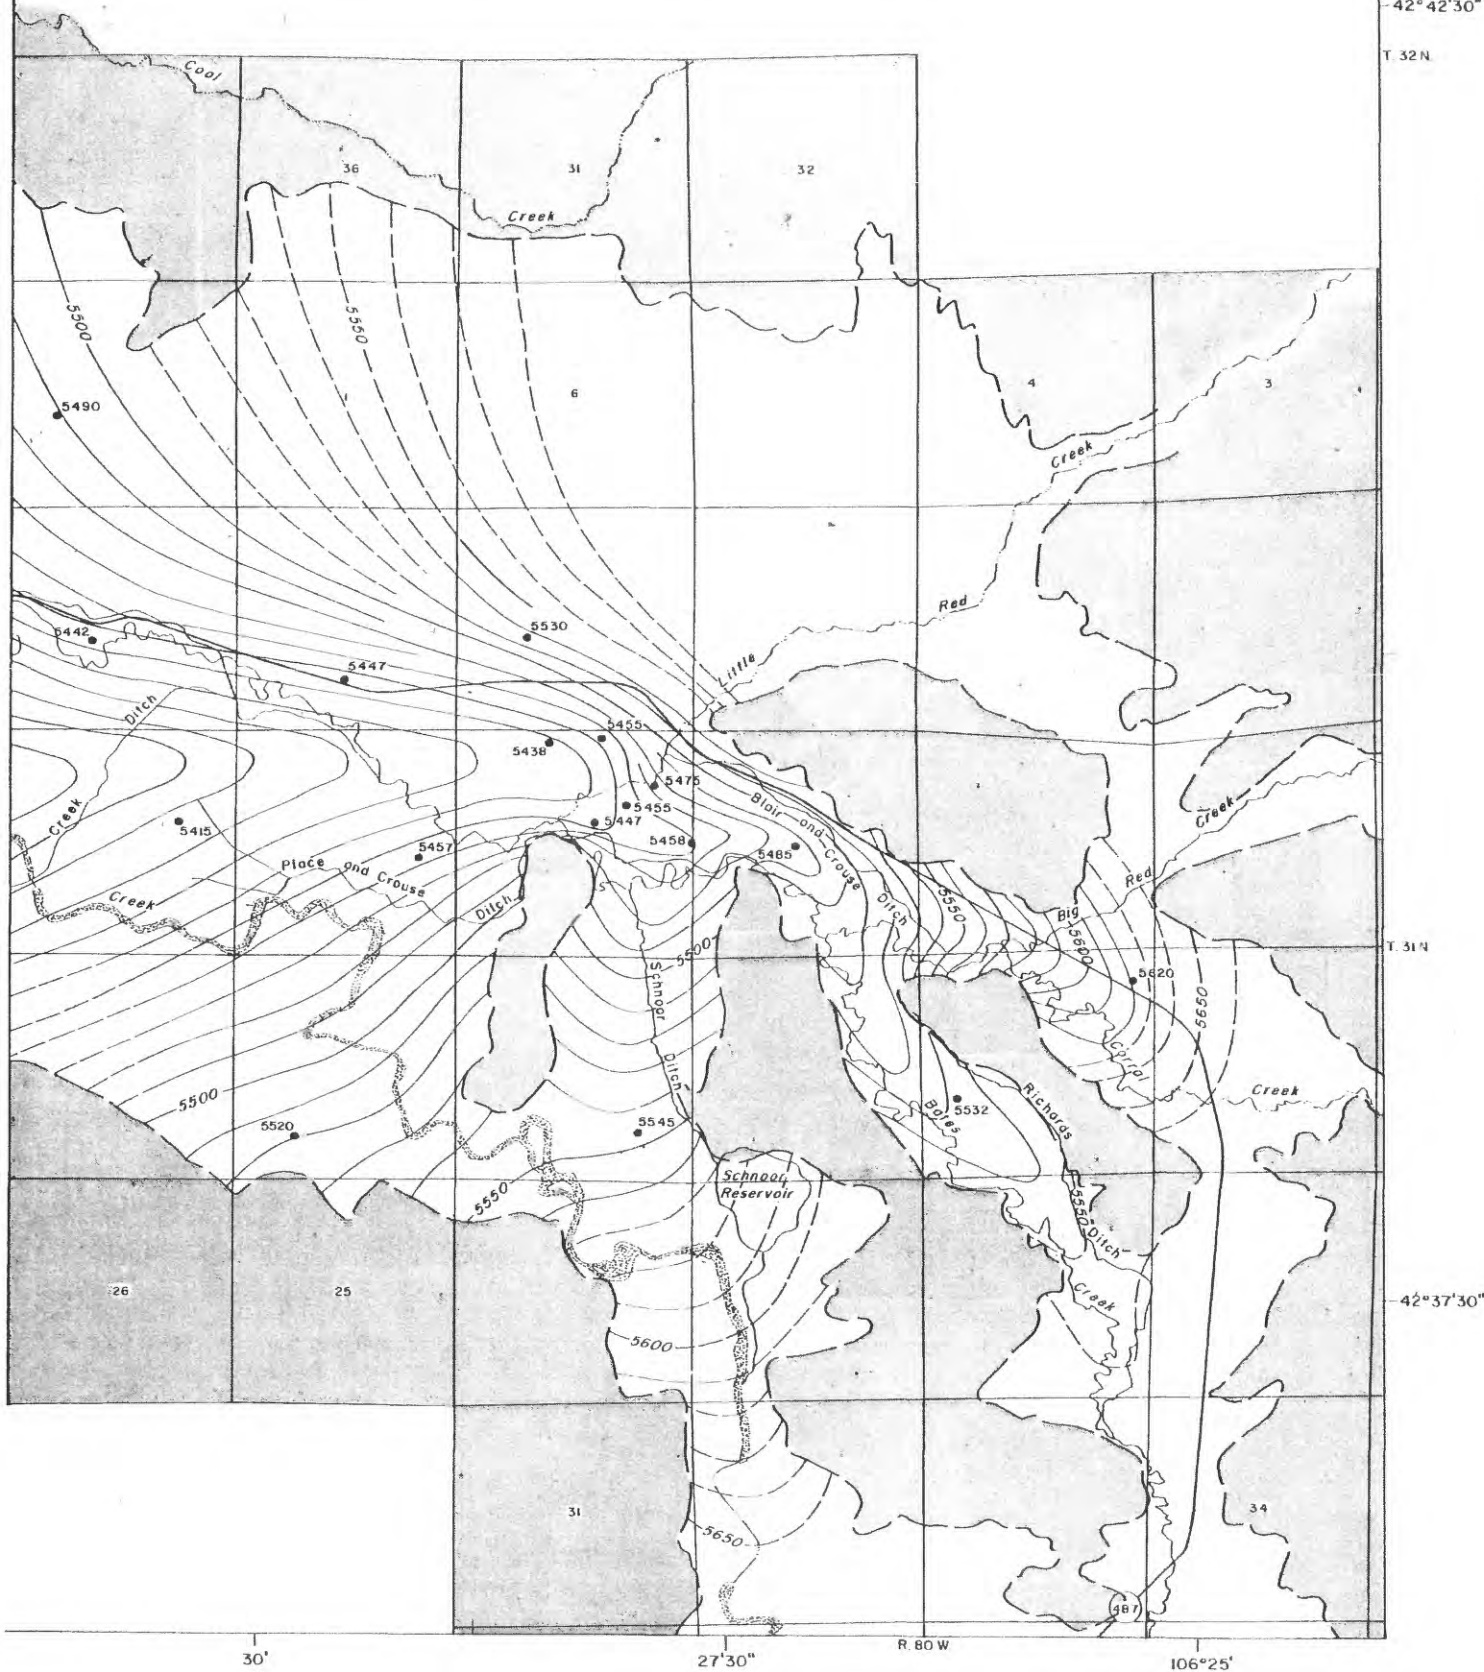 42°42'30"
T. 32 N.
Cool
36
31
32
Creek
5500
5550
6
4
3
5490
Creek
Red
5442
5530
5447
Little
Ditch
5455
5438
5475
Blair and Crouse
Creek
5455
5447
5415
5458
5485
5457
Creek
Place and Crouse
Ditch
Red
Creek
Ditch
5550
Big
5600
5500
T. 31 N
Schnoor
5620
5650
Corral
Creek
Ditch
5500
5532
Bates
Richards
5520
5545
Schnoor
Reservoir
5550
5550
Ditch
26
25
Creek
42°37'30"
5600
31
34
5650
487
30'
27'30"
R. 80 W
106°25'